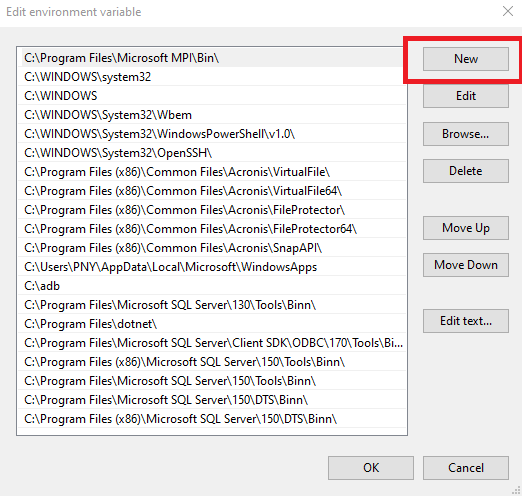 Edit environment variable
C:\Program Files\Microsoft MPI\Bin\
C:\WINDOWS\system32
C:\WINDOWS
C:\WINDOWS\System32\Wbem
C:\WINDOWS\System32\WindowsPowerShell\v1.0\
C:\WINDOWS\System32\OpenSSH\
C:\Program Files (x86)\Common Files\Acronis\VirtualFile\
C:\Program Files (x86)\Common Files\Acronis\VirtualFile64\
C:\Program Files (x86)\Common Files\Acronis\FileProtector\
C:\Program Files (x86)\Common Files\Acronis\FileProtector64\
C:\Program Files (x86)\Common Files\Acronis\SnapAPI\
C:\Users\PNY\AppData\Local\Microsoft\WindowsApps
C:\adb
C:\Program Files\Microsoft SQL Server\130\Tools\Binn\
C:\Program Files\dotnet\
C:\Program Files\Microsoft SQL Server\Client SDK\ODBC\170\Tools\Bi...
C:\Program Files (x86)\Microsoft SQL Server\150\Tools\Binn\
C:\Program Files\Microsoft SQL Server\150\Tools\Binn\
C:\Program Files\Microsoft SQL Server\150\DTS\Binn\
C:\Program Files (x86)\Microsoft SQL Server\150\DTS\Binn\
New
Edit
Browse...
Delete
Move Up
Move Down
Edit text...
OK
Cancel